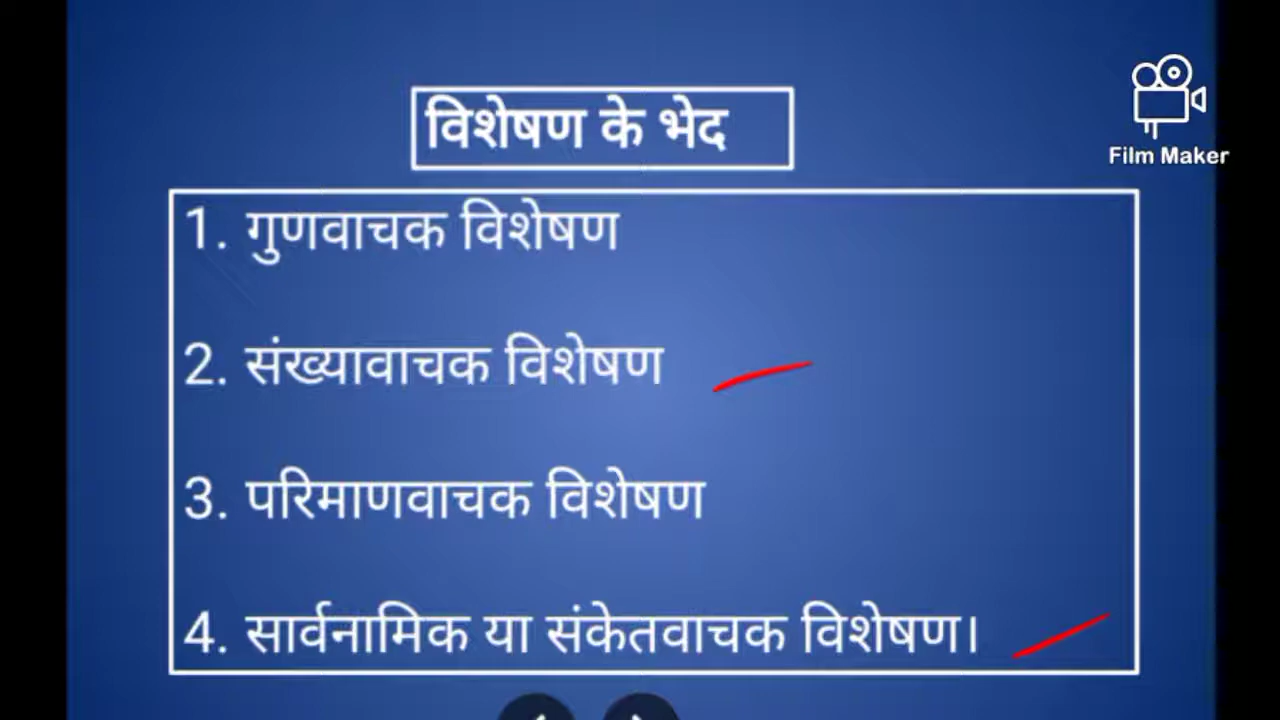 विशेषण के भेद
Film Maker
1. गुणवाचक विशेषण
2. संख्यावाचक विशेषण
3. परिमाणवाचक विशेषण
4. सार्वनामिक या संकेतवाचक विशेषण।